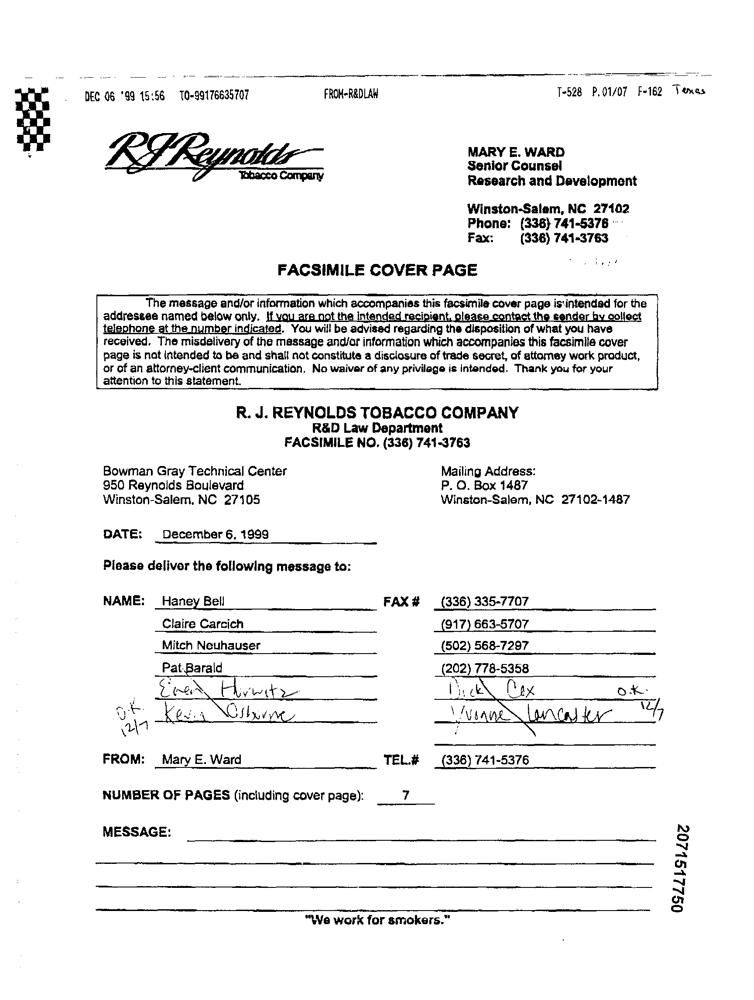 DEC 06 '99 15:56 TO-99176635707 FROM-R&DLAW T-528 P.01/07 F-162 Texas
RJReynolds
Tobacco Company
MARY E. WARD
Senior Counsel
Research and Development
Winston-Salem, NC 27102
Phone: (336) 741-5376
Fax: (336) 741-3763
FACSIMILE COVER PAGE
The message and/or information which accompanies this facsimile cover page is intended for the
addressee named below only. If you are not the intended recipient, please contact the sender by collect
telephone at the number indicated. You will be advised regarding the disposition of what you have
received. The misdelivery of the message and/or information which accompanies this facsimile cover
page is not intended to be and shall not constitute a disclosure of trade secret, of attorney work product,
or of an attorney-client communication. No waiver of any privilege is intended. Thank you for your
attention to this statement.
R. J. REYNOLDS TOBACCO COMPANY
R&D Law Department
FACSIMILE NO. (336) 741-3763
Bowman Gray Technical Center Mailing Address:
950 Reynolds Boulevard P. O. Box 1487
Winston-Salem, NC 27105 Winston-Salem, NC 27102-1487
DATE: December 6, 1999
Please deliver the following message to:
NAME: Haney Bell FAX # (336) 335-7707
Claire Carcich (917) 663-5707
Mitch Neuhauser (502) 568-7297
Pat Barald (202) 778-5358
Hurwitz Dick Cox O.K.
O.K. Kevin Osborne Yvonne Lancaster 12/7
12/7
FROM: Mary E. Ward TEL.# (336) 741-5376
NUMBER OF PAGES (including cover page): 7
MESSAGE:
"We work for smokers."
2071517750